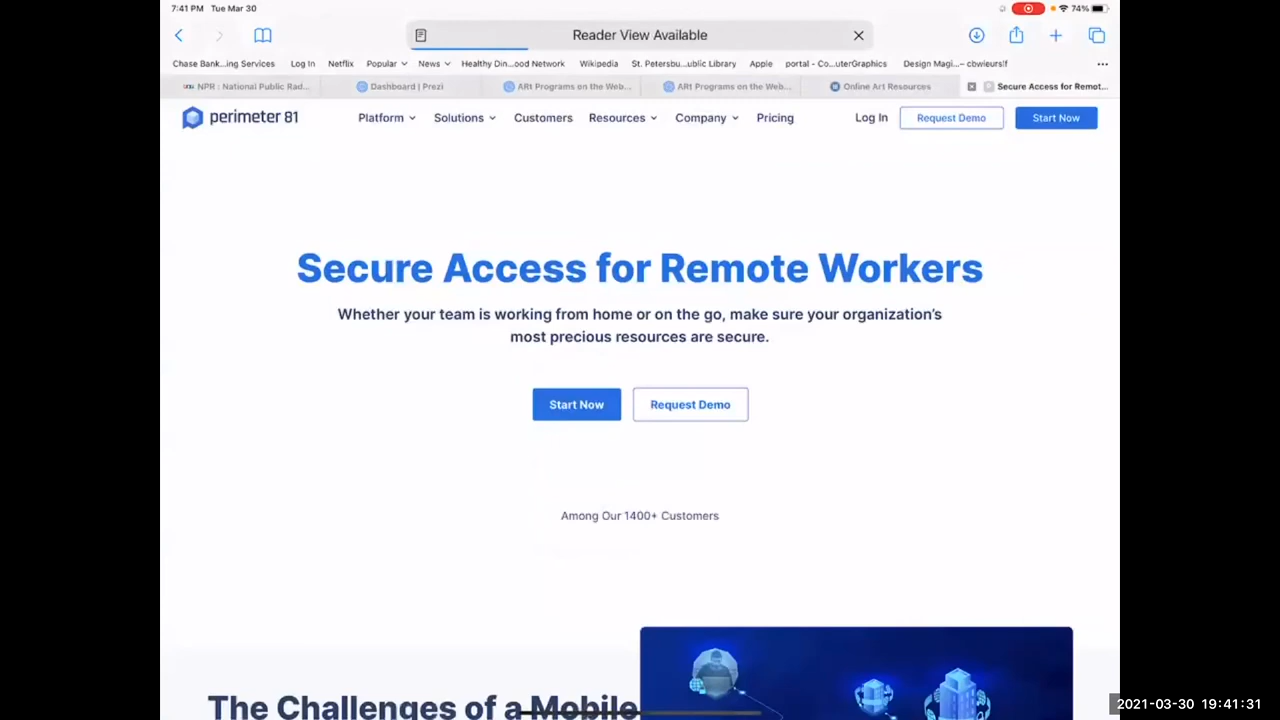 7:41 PM Tue Mar 30
74%
Reader View Available
Chase Bank...ing Services Log In Netflix Popular News Healthy Din...ood Network Wikipedia St. Petersbu...ublic Library Apple portal - Co...uterGraphics Design Magi...– cbwieurslf
NPR : National Public Rad... Dashboard | Prezi ARt Programs on the Web... ARt Programs on the Web... Online Art Resources Secure Access for Remot...
perimeter 81 Platform Solutions Customers Resources Company Pricing Log In Request Demo Start Now
Secure Access for Remote Workers
Whether your team is working from home or on the go, make sure your organization's
most precious resources are secure.
Start Now Request Demo
Among Our 1400+ Customers
The Challenges of a Mobile
2021-03-30 19:41:31